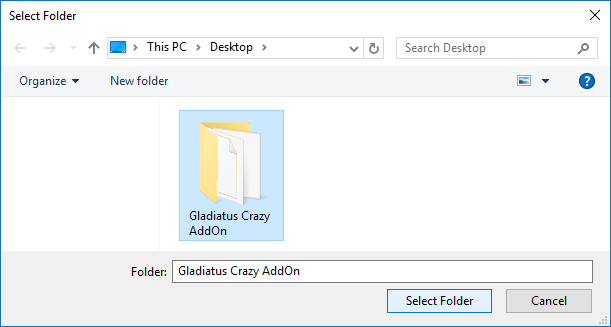 Select Folder
This PC > Desktop >
Search Desktop
Organize
New folder
?
Gladiatus Crazy
AddOn
Folder:
Gladiatus Crazy AddOn
Select Folder
Cancel